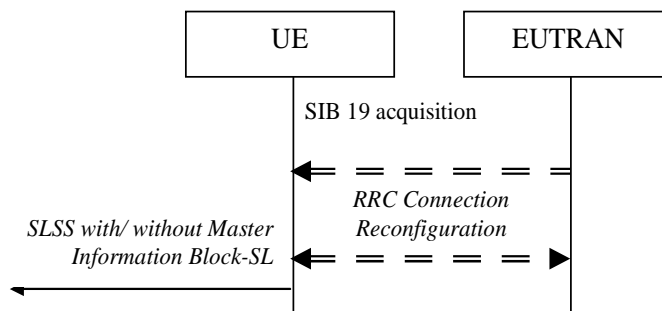 UE
EUTRAN
SIB 19 acquisition
RRC Connection
Reconfiguration
SLSS with/ without Master
Information Block-SL